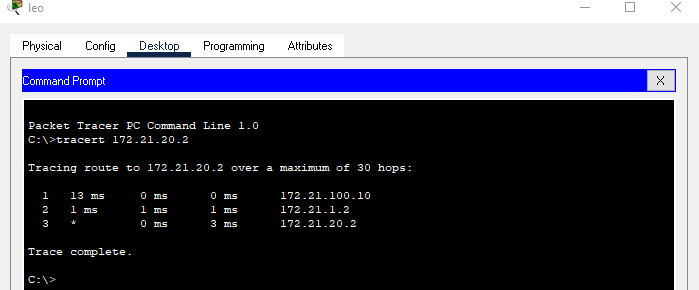 leo
Physical Config Desktop Programming Attributes
Command Prompt
X
Packet Tracer PC Command Line 1.0
C:\>tracert 172.21.20.2
Tracing route to 172.21.20.2 over a maximum of 30 hops:
1 13 ms 0 ms 0 ms 172.21.100.10
2 1 ms 1 ms 1 ms 172.21.1.2
3 * 0 ms 3 ms 172.21.20.2
Trace complete.
C:\>